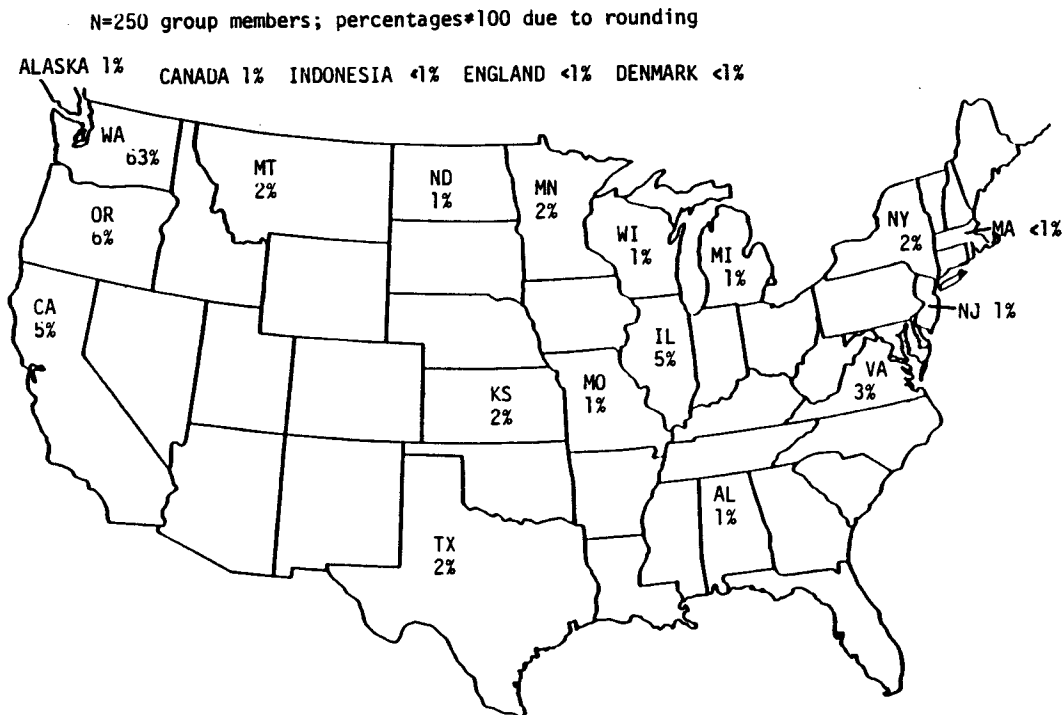 N=250 group members; percentages≠100 due to rounding
ALASKA 1%
CANADA 1% INDONESIA <1% ENGLAND <1% DENMARK <1%
WA
63%
MT
2%
ND
1%
MN
2%
OR
6%
WI
1%
MI
1%
NY
2%
MA <1%
CA
5%
NJ 1%
IL
5%
KS
2%
MO
1%
VA
3%
AL
1%
TX
2%